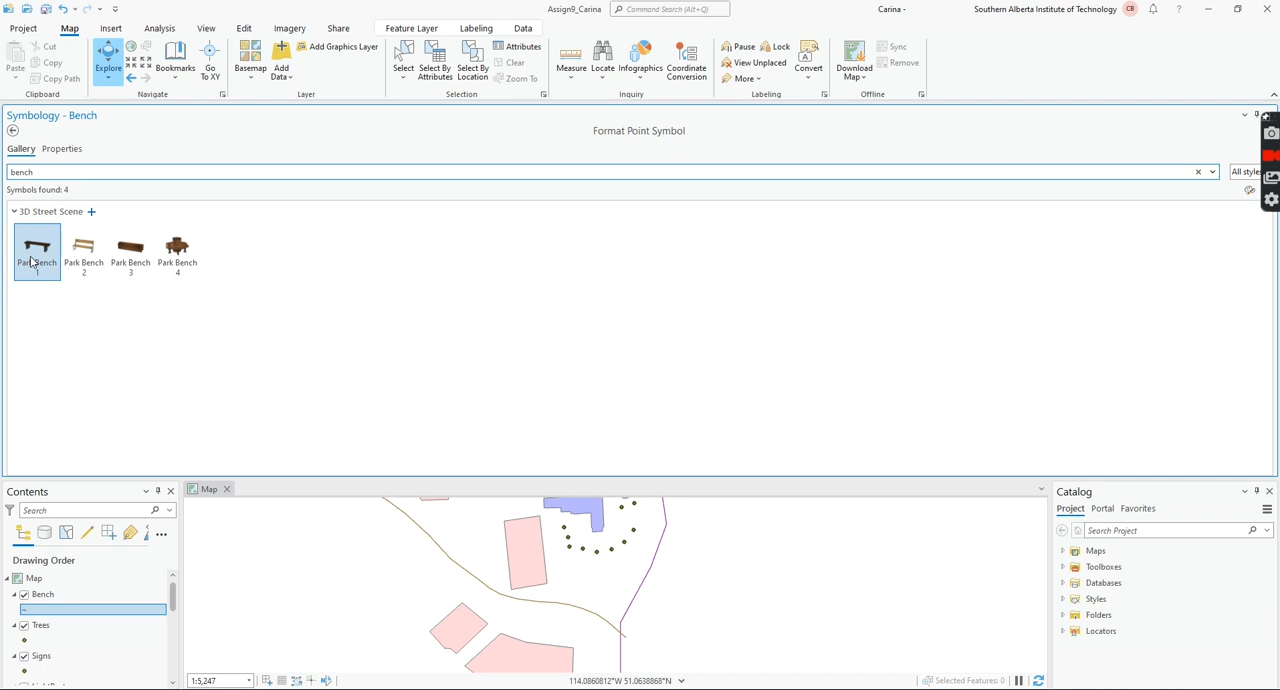 Assign9_Carina
Command Search (Alt+Q)
Carina -
Southern Alberta Institute of Technology
CB
?
Project
Map
Insert
Analysis
View
Edit
Imagery
Share
Feature Layer
Labeling
Data
Paste
Cut
Copy
Copy Path
Explore
Bookmarks
Go To XY
Basemap
Add Data
Add Graphics Layer
Select
Select By Attributes
Select By Location
Attributes
Clear
Zoom To
Measure
Locate
Infographics
Coordinate Conversion
Pause
Lock
View Unplaced
More
Convert
Download Map
Sync
Remove
Clipboard
Navigate
Layer
Selection
Inquiry
Labeling
Offline
Symbology - Bench
Format Point Symbol
Gallery
Properties
bench
All styles
Symbols found: 4
3D Street Scene
Park Bench 1
Park Bench 2
Park Bench 3
Park Bench 4
Contents
Search
Drawing Order
Map
Bench
Trees
Signs
Map
1:5,247
114.0860812°W 51.0638868°N
Selected Features: 0
Catalog
Project
Portal
Favorites
Search Project
Maps
Toolboxes
Databases
Styles
Folders
Locators